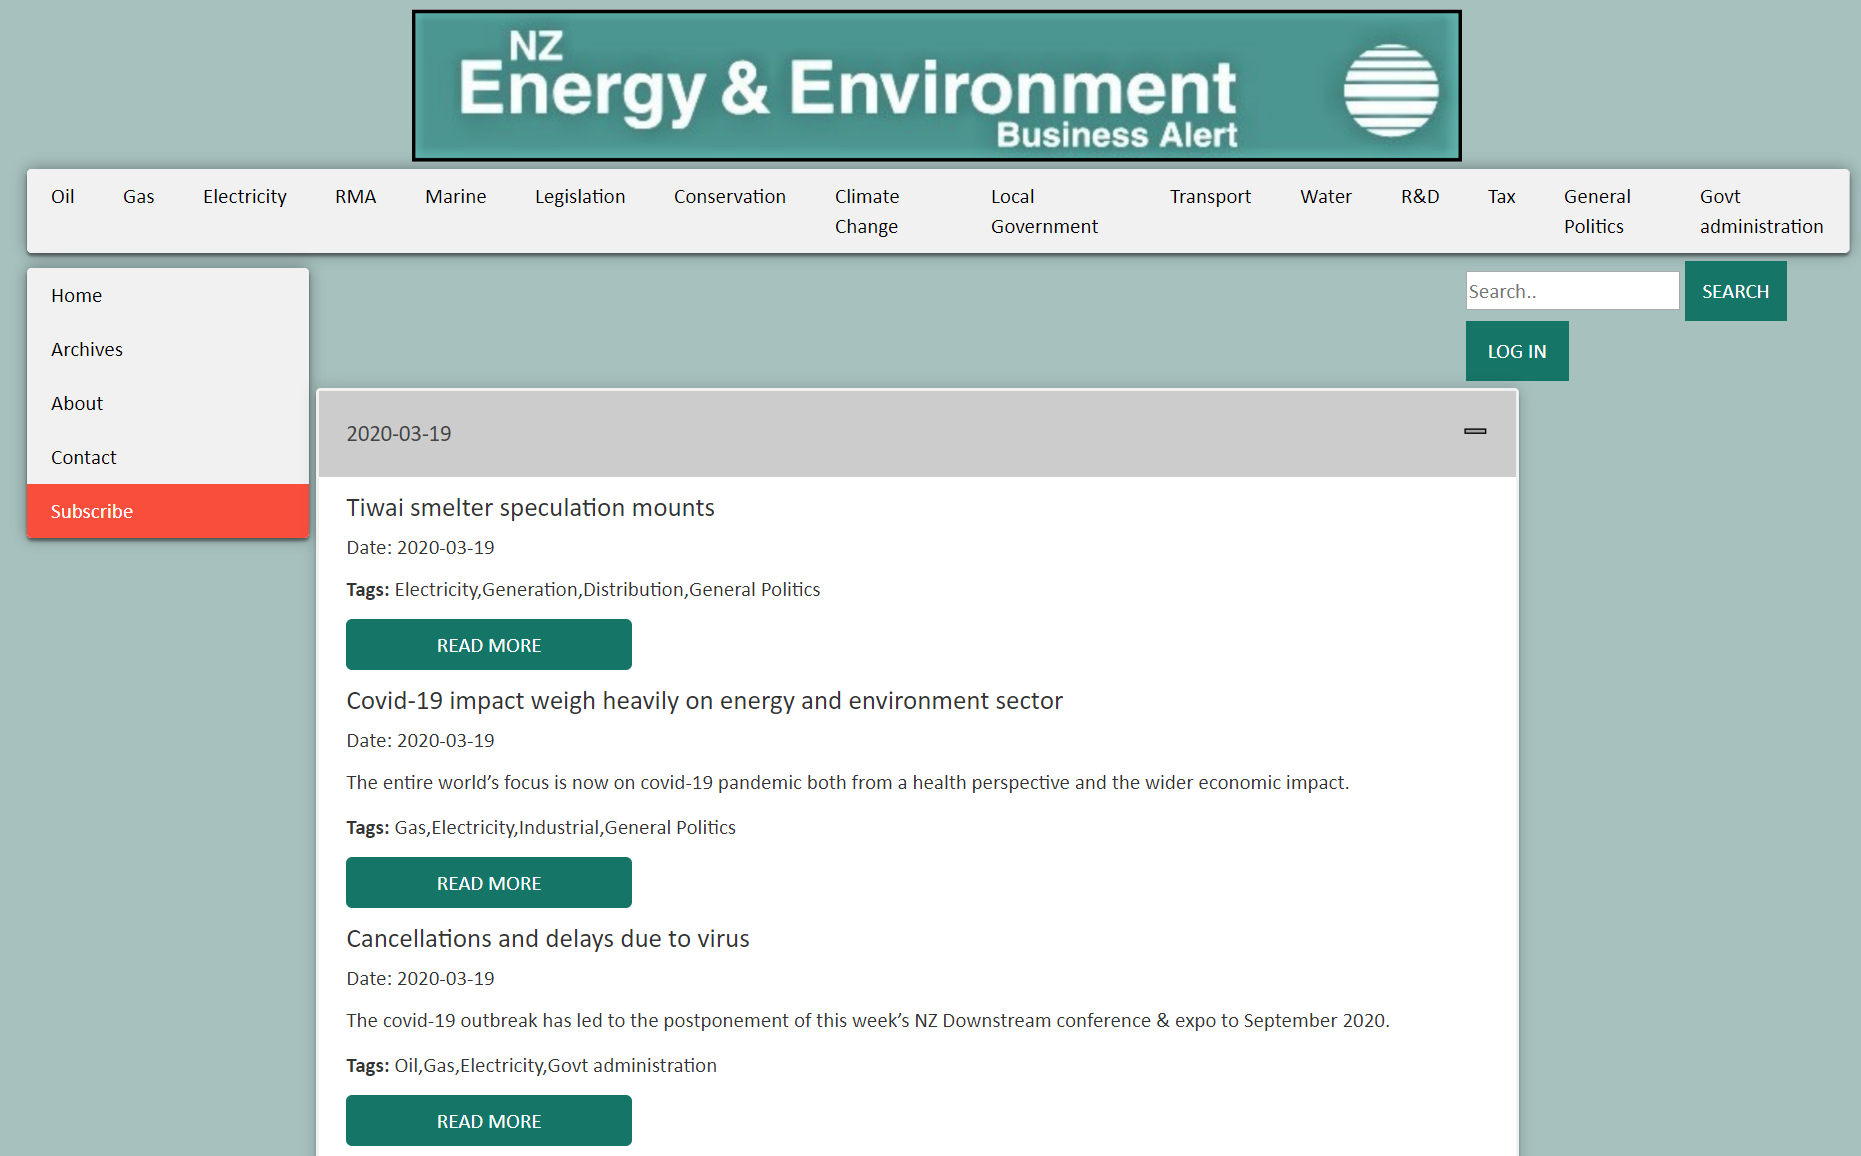 NZ
Energy & Environment
Business Alert
Oil Gas Electricity RMA Marine Legislation Conservation Climate Change Local Government Transport Water R&D Tax General Politics Govt administration
Home
Archives
About
Contact
Subscribe
Search..
SEARCH
LOG IN
2020-03-19
Tiwai smelter speculation mounts
Date: 2020-03-19
Tags: Electricity,Generation,Distribution,General Politics
READ MORE
Covid-19 impact weigh heavily on energy and environment sector
Date: 2020-03-19
The entire world’s focus is now on covid-19 pandemic both from a health perspective and the wider economic impact.
Tags: Gas,Electricity,Industrial,General Politics
READ MORE
Cancellations and delays due to virus
Date: 2020-03-19
The covid-19 outbreak has led to the postponement of this week’s NZ Downstream conference & expo to September 2020.
Tags: Oil,Gas,Electricity,Govt administration
READ MORE